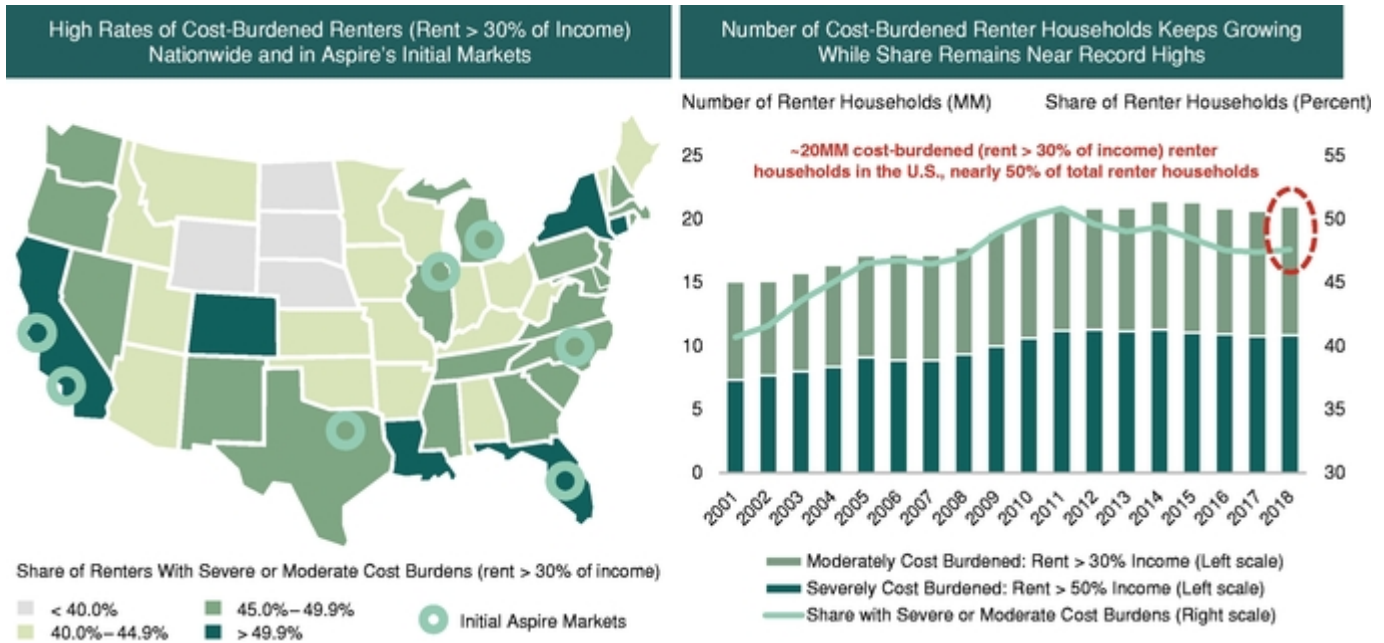 High Rates of Cost-Burdened Renters (Rent > 30% of Income)
Nationwide and in Aspire's Initial Markets
Share of Renters With Severe or Moderate Cost Burdens (rent > 30% of income)
< 40.0%
45.0%–49.9%
40.0%–44.9%
> 49.9%
Initial Aspire Markets
Number of Cost-Burdened Renter Households Keeps Growing
While Share Remains Near Record Highs
Number of Renter Households (MM)
Share of Renter Households (Percent)
~20MM cost-burdened (rent > 30% of income) renter
households in the U.S., nearly 50% of total renter households
25
20
15
10
5
0
55
50
45
40
35
30
2001
2002
2003
2004
2005
2006
2007
2008
2009
2010
2011
2012
2013
2014
2015
2016
2017
2018
Moderately Cost Burdened: Rent > 30% Income (Left scale)
Severely Cost Burdened: Rent > 50% Income (Left scale)
Share with Severe or Moderate Cost Burdens (Right scale)